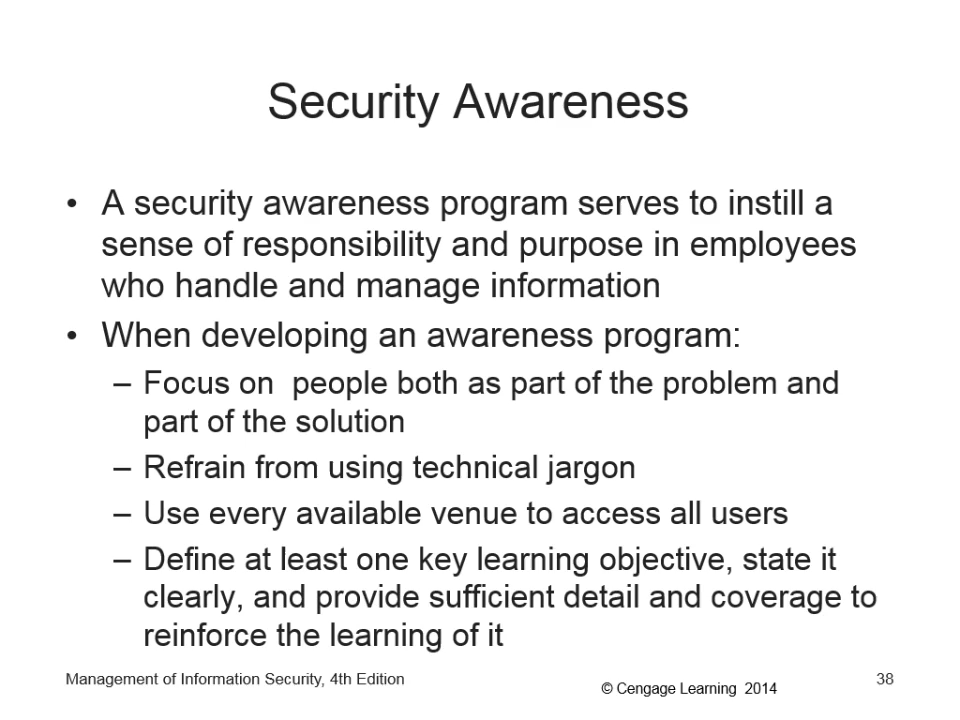 Security Awareness
• A security awareness program serves to instill a
sense of responsibility and purpose in employees
who handle and manage information
• When developing an awareness program:
– Focus on  people both as part of the problem and
part of the solution
– Refrain from using technical jargon
– Use every available venue to access all users
– Define at least one key learning objective, state it
clearly, and provide sufficient detail and coverage to
reinforce the learning of it
Management of Information Security, 4th Edition
© Cengage Learning  2014
38